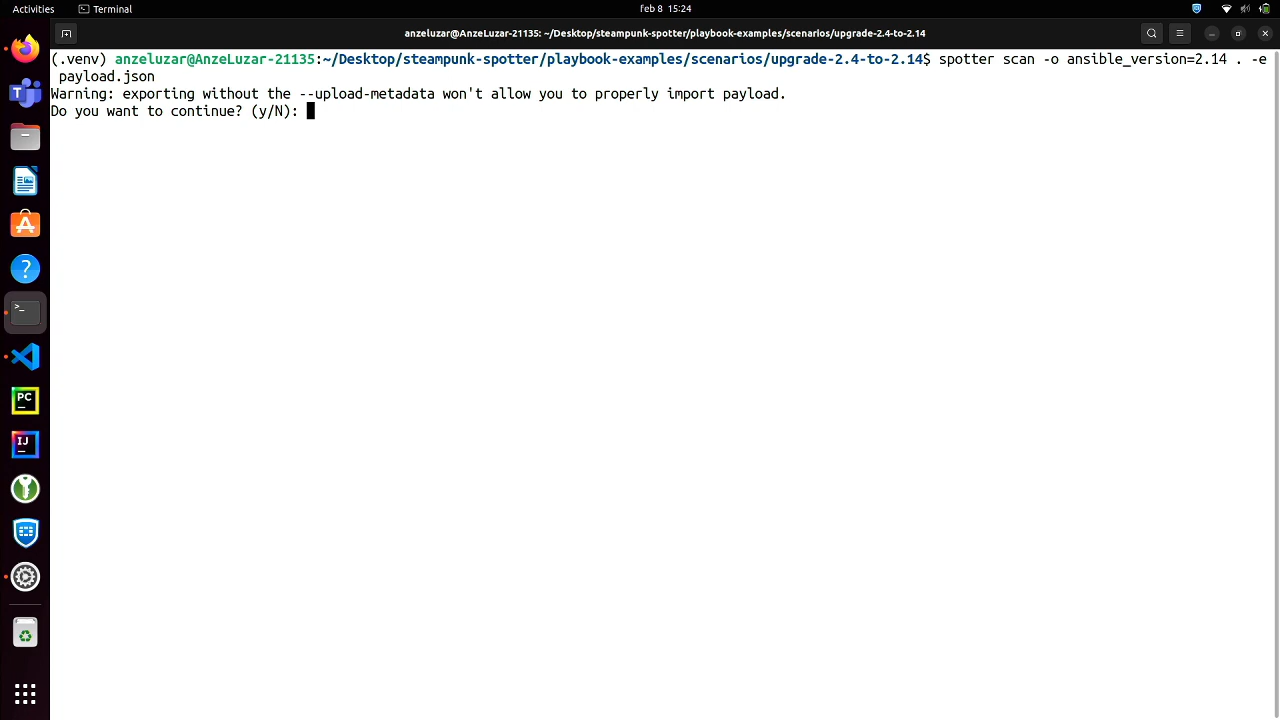 Activities
Terminal
Feb 8 15:24
anzeluzar@AnzeLuzar-21135: ~/Desktop/steampunk-spotter/playbook-examples/scenarios/upgrade-2.4-to-2.14
(.venv) anzeluzar@AnzeLuzar-21135:~/Desktop/steampunk-spotter/playbook-examples/scenarios/upgrade-2.4-to-2.14$ spotter scan -o ansible_version=2.14 . -e
payload.json
Warning: exporting without the --upload-metadata won't allow you to properly import payload.
Do you want to continue? (y/N):
PC
IJ